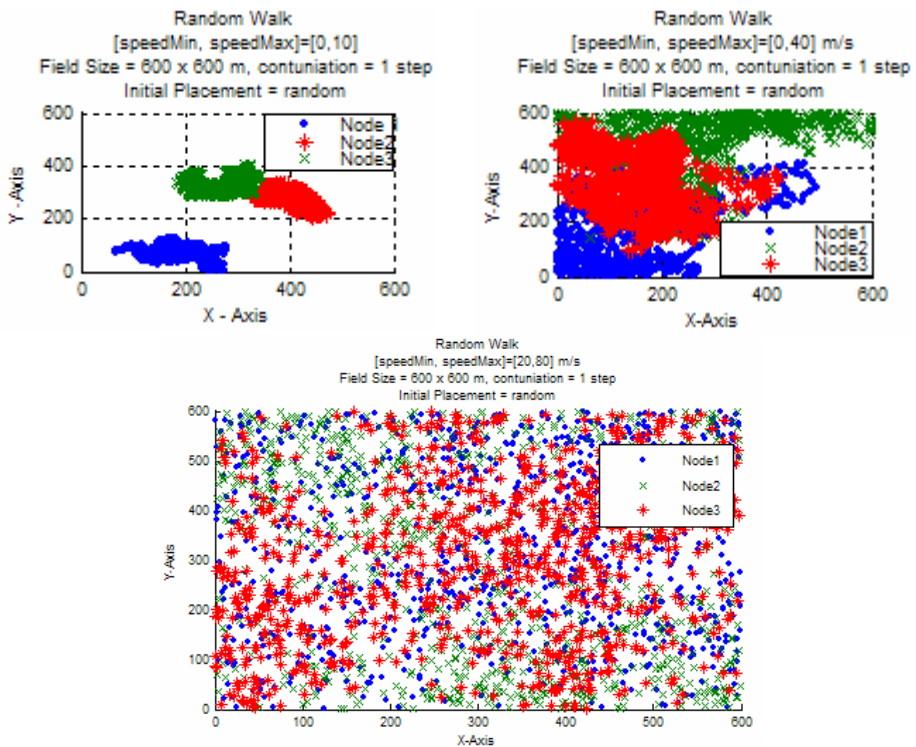 Random Walk
[speedMin, speedMax]=[0,10]
Field Size = 600 x 600 m, contuniation = 1 step
Initial Placement = random
600
400
200
0
Y - Axis
Node
Node2
Node3
0
200
400
600
X - Axis
Random Walk
[speedMin, speedMax]=[0,40] m/s
Field Size = 600 x 600 m, contuniation = 1 step
Initial Placement = random
600
400
200
0
Y-Axis
Node1
Node2
Node3
0
200
400
600
X-Axis
Random Walk
[speedMin, speedMax]=[20,80] m/s
Field Size = 600 x 600 m, contuniation = 1 step
Initial Placement = random
600
500
400
300
200
100
0
Y-Axis
Node1
Node2
Node3
0
100
200
300
400
500
600
X-Axis